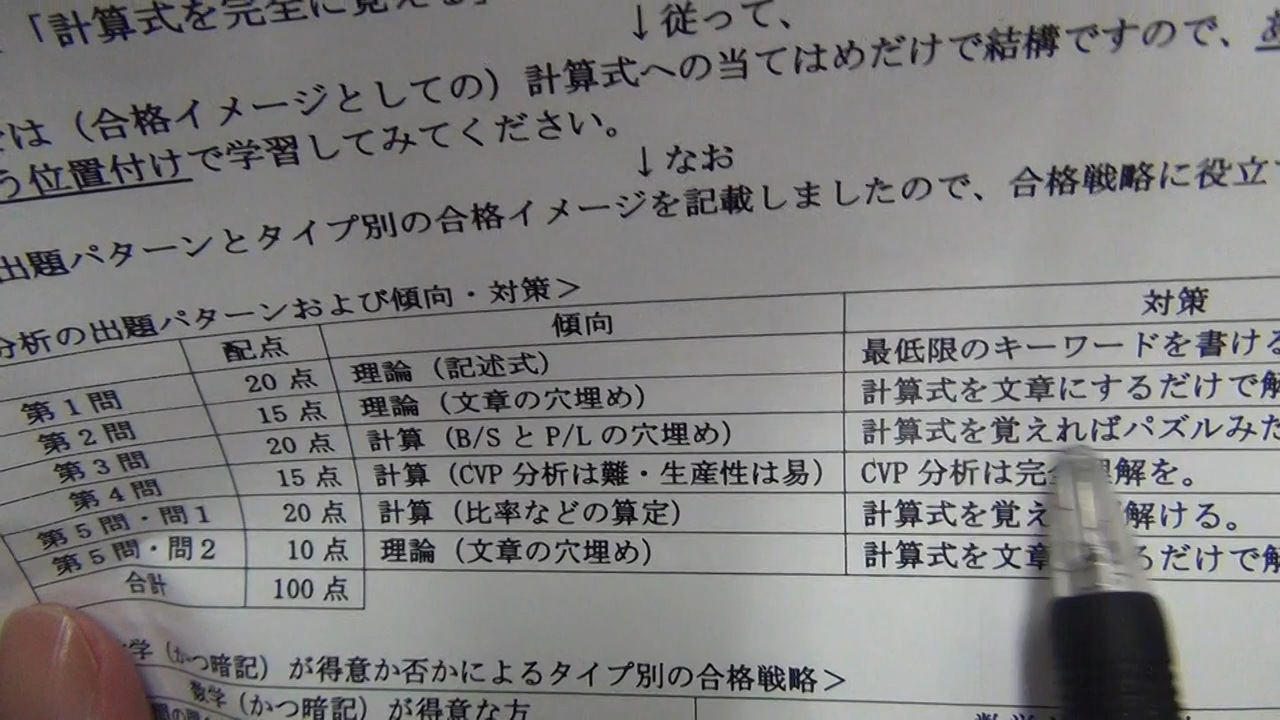 「計算式を完全に覚える」
↓従って、
は（合格イメージとしての）計算式への当てはめだけで結構ですので、
う位置付けで学習してみてください。
↓なお
出題パターンとタイプ別の合格イメージを記載しましたので、合格戦略に役立
分析の出題パターンおよび傾向・対策＞
配点 傾向 対策
第1問 20点 理論（記述式） 最低限のキーワードを書ける
第2問 15点 理論（文章の穴埋め） 計算式を文章にするだけで解
第3問 20点 計算（B/SとP/Lの穴埋め） 計算式を覚えればパズルみた
第4問 15点 計算（CVP分析は難・生産性は易） CVP分析は完全理解を。
第5問・問1 20点 計算（比率などの算定） 計算式を覚え 解ける。
第5問・問2 10点 理論（文章の穴埋め） 計算式を文章 るだけで解
合計 100点
学（かつ暗記）が得意か否かによるタイプ別の合格戦略＞
数学（かつ暗記）が得意な方